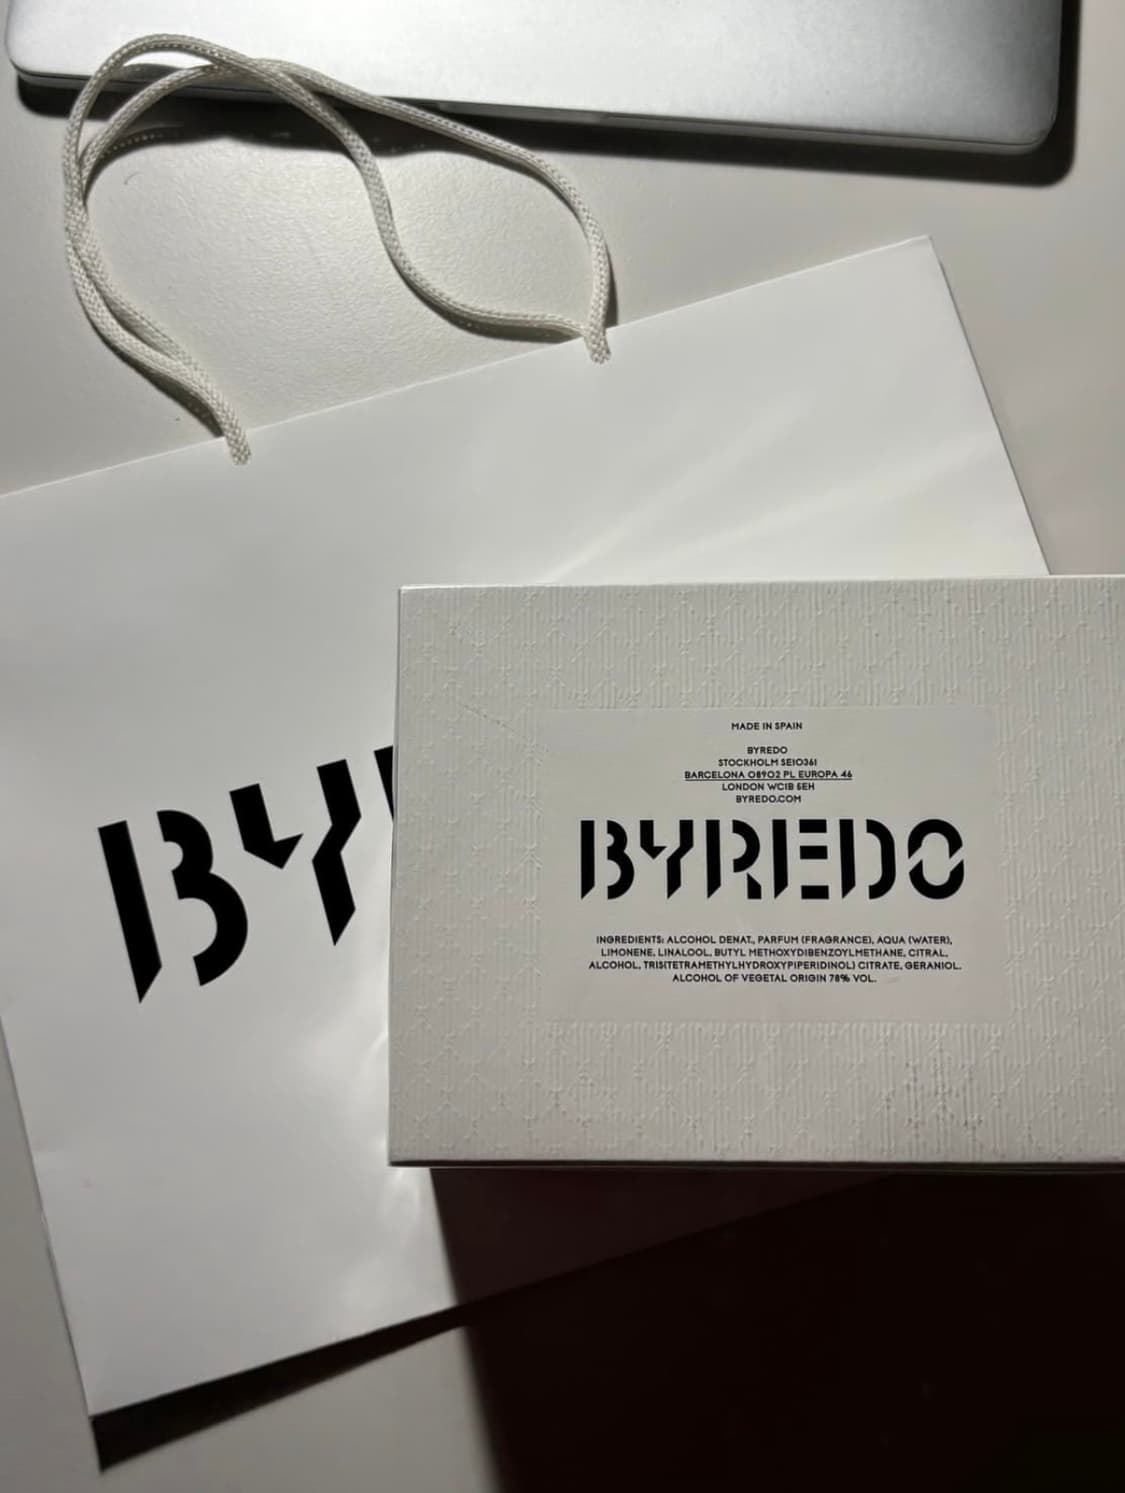 BY
MADE IN SPAIN
BYREDO
STOCKHOLM SE10361
BARCELONA 08902 PL EUROPA 46
LONDON WC1B 5EH
BYREDO.COM
BYREDO
INGREDIENTS: ALCOHOL DENAT., PARFUM (FRAGRANCE), AQUA (WATER),
LIMONENE, LINALOOL, BUTYL METHOXYDIBENZOYLMETHANE, CITRAL,
ALCOHOL, TRIS(TETRAMETHYLHYDROXYPIPERIDINOL) CITRATE, GERANIOL.
ALCOHOL OF VEGETAL ORIGIN 78% VOL.